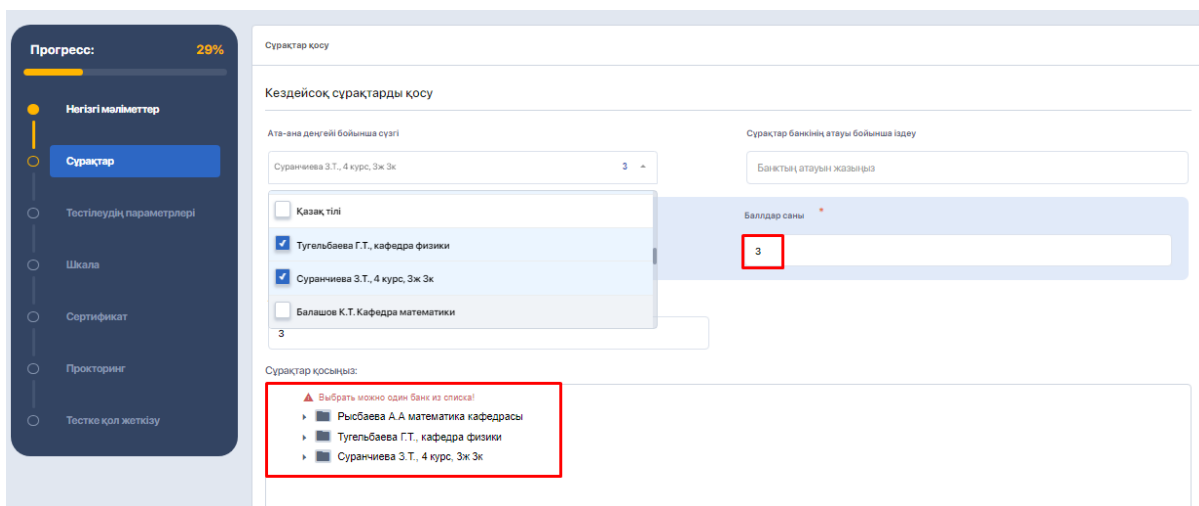 Прогресс: 29%
Негізгі мәліметтер
Сұрақтар
Тестілеудің параметрлері
Шкала
Сертификат
Прокторинг
Тестке қол жеткізу
Сұрақтар қосу
Кездейсоқ сұрақтарды қосу
Ата-ана деңгейі бойынша сүзгі
Суранчиева З.Т., 4 курс, 3ж 3к 3
Қазақ тілі
Тугельбаева Г.Т., кафедра физики
Суранчиева З.Т., 4 курс, 3ж 3к
Балашов К.Т. Кафедра математики
Сұрақтар банкінің атауы бойынша іздеу
Банктың атауын жазыңыз
Баллдар саны *
3
3
Сұрақтар қосыңыз:
Выбрать можно один банк из списка!
Рысбаева А.А математика кафедрасы
Тугельбаева Г.Т., кафедра физики
Суранчиева З.Т., 4 курс, 3ж 3к